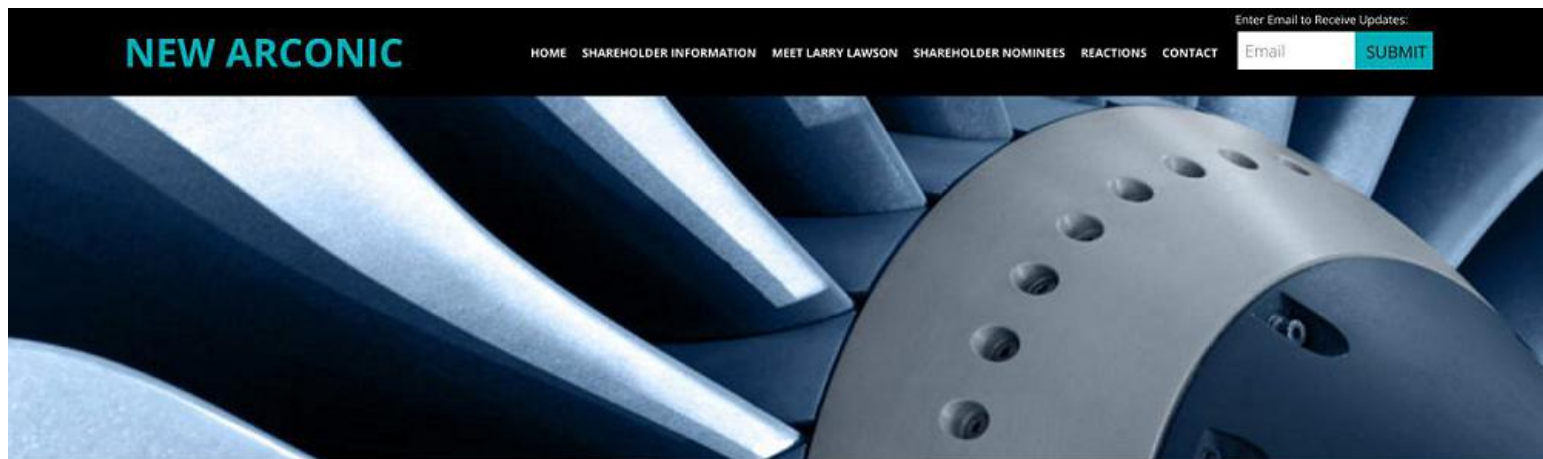 Enter Email to Receive Updates:
NEW ARCONIC
HOME SHAREHOLDER INFORMATION MEET LARRY LAWSON SHAREHOLDER NOMINEES REACTIONS CONTACT
Email SUBMIT